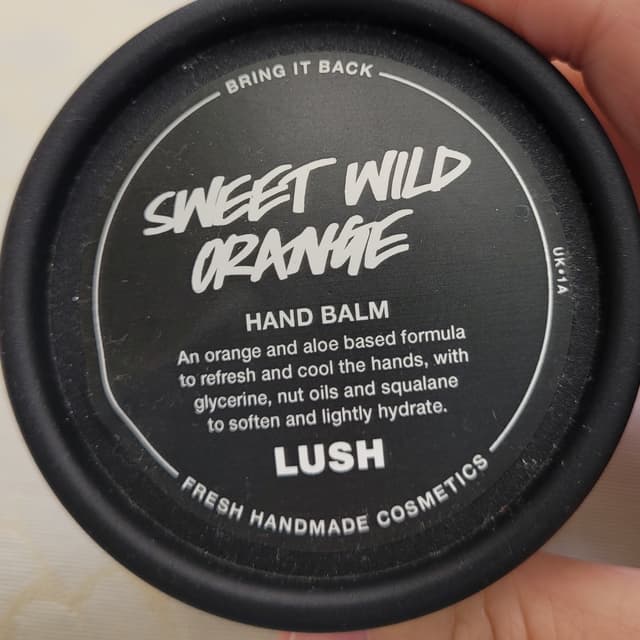 BRING IT BACK
SWEET WILD
ORANGE
HAND BALM
An orange and aloe based formula
to refresh and cool the hands, with
glycerine, nut oils and squalane
to soften and lightly hydrate.
LUSH
FRESH HANDMADE COSMETICS
UK•1A